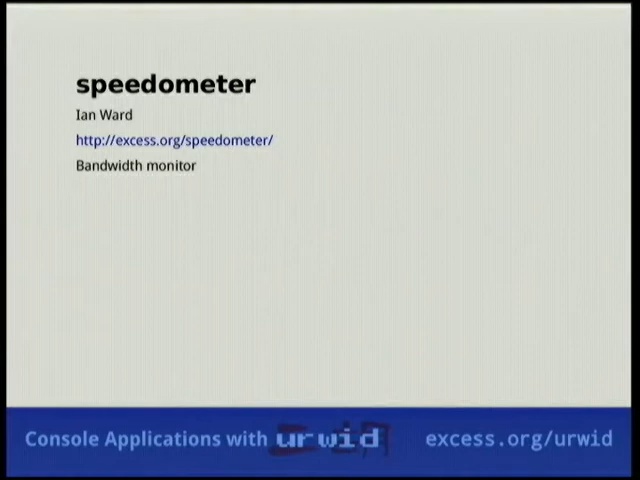 speedometer
Ian Ward
http://excess.org/speedometer/
Bandwidth monitor
Console Applications with urwid
excess.org/urwid